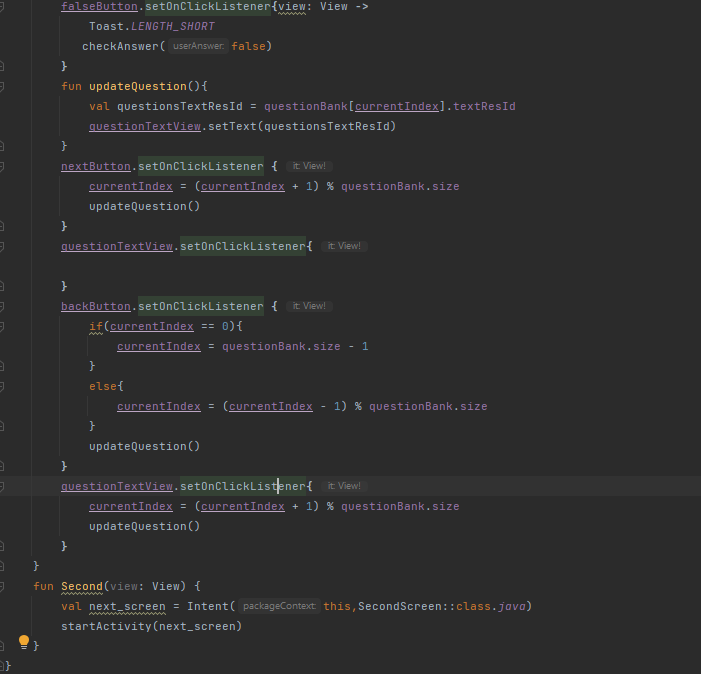 falseButton.setOnClickListener{view: View ->
Toast.LENGTH_SHORT
checkAnswer( userAnswer: false)
}
fun updateQuestion(){
val questionsTextResId = questionBank[currentIndex].textResId
questionTextView.setText(questionsTextResId)
}
nextButton.setOnClickListener { it: View!
currentIndex = (currentIndex + 1) % questionBank.size
updateQuestion()
}
questionTextView.setOnClickListener{ it: View!
}
backButton.setOnClickListener { it: View!
if(currentIndex == 0){
currentIndex = questionBank.size - 1
}
else{
currentIndex = (currentIndex - 1) % questionBank.size
}
updateQuestion()
}
questionTextView.setOnClickListener{ it: View!
currentIndex = (currentIndex + 1) % questionBank.size
updateQuestion()
}
}
fun Second(view: View) {
val next_screen = Intent( packageContext: this,SecondScreen::class.java)
startActivity(next_screen)
}
}